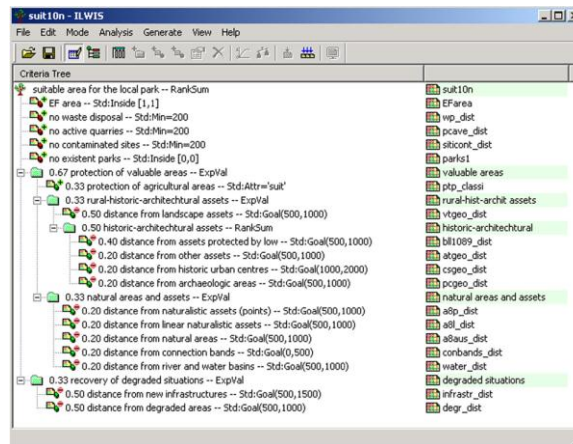 suit10n - ILWIS
File Edit Mode Analysis Generate View Help
Criteria Tree
suitable area for the local park -- RankSum suit10n
EF area -- Std:Inside [1,1] EFarea
no waste disposal -- Std:Min=200 wp_dist
no active quarries -- Std:Min=200 pcave_dist
no contaminated sites -- Std:Min=200 siticont_dist
no existent parks -- Std:Inside [0,0] parks1
0.67 protection of valuable areas -- ExpVal valuable areas
0.33 protection of agricultural areas -- Std:Attr='suit' ptp_classi
0.33 rural-historic-architechtural assets -- ExpVal rural-hist-archit assets
0.50 distance from landscape assets -- Std:Goal(500,1000) vtgeo_dist
0.50 historic-architechtural assets -- RankSum historic-architechtural
0.40 distance from assets protected by low -- Std:Goal(500,1000) bll1089_dist
0.20 distance from other assets -- Std:Goal(500,1000) atgeo_dist
0.20 distance from historic urban centres -- Std:Goal(1000,2000) csgeo_dist
0.20 distance from archaeologic areas -- Std:Goal(500,1000) pcgeo_dist
0.33 natural areas and assets -- ExpVal natural areas and assets
0.20 distance from naturalistic assets (points) -- Std:Goal(500,1000) a8p_dist
0.20 distance from linear naturalistic assets -- Std:Goal(500,1000) a8l_dist
0.20 distance from natural areas -- Std:Goal(500,1000) a8aus_dist
0.20 distance from connection bands -- Std:Goal(0,500) conbands_dist
0.20 distance from river and water basins -- Std:Goal(500,1000) water_dist
0.33 recovery of degraded situations -- ExpVal degraded situations
0.50 distance from new infrastructures -- Std:Goal(500,1500) infrastr_dist
0.50 distance from degraded areas -- Std:Goal(500,1000) degr_dist